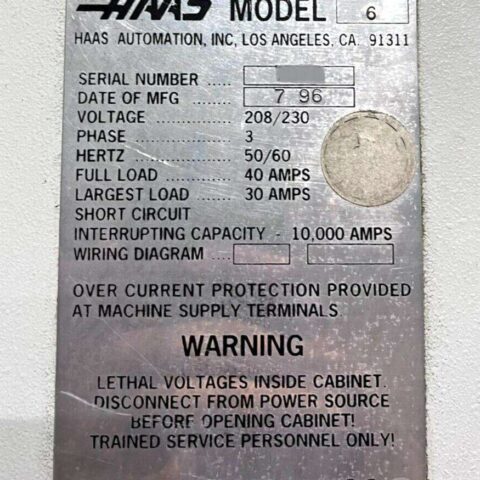 HAAS MODEL 6
HAAS AUTOMATION, INC, LOS ANGELES, CA. 91311
SERIAL NUMBER ......
DATE OF MFG ...... 7 96
VOLTAGE ............ 208/230
PHASE ................ 3
HERTZ ................ 50/60
FULL LOAD .......... 40 AMPS
LARGEST LOAD .... 30 AMPS
SHORT CIRCUIT
INTERRUPTING CAPACITY - 10,000 AMPS
WIRING DIAGRAM ....
OVER CURRENT PROTECTION PROVIDED
AT MACHINE SUPPLY TERMINALS.
WARNING
LETHAL VOLTAGES INSIDE CABINET.
DISCONNECT FROM POWER SOURCE
BEFORE OPENING CABINET!
TRAINED SERVICE PERSONNEL ONLY!